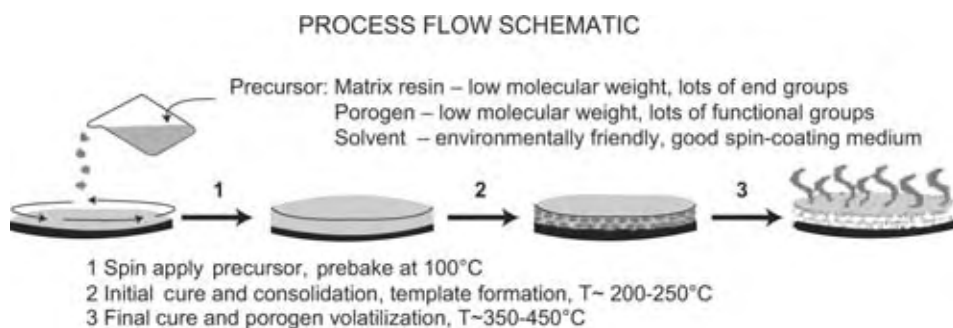 PROCESS FLOW SCHEMATIC
Precursor: Matrix resin – low molecular weight, lots of end groups
Porogen – low molecular weight, lots of functional groups
Solvent – environmentally friendly, good spin-coating medium
1
2
3
1 Spin apply precursor, prebake at 100°C
2 Initial cure and consolidation, template formation, T~ 200-250°C
3 Final cure and porogen volatilization, T~350-450°C